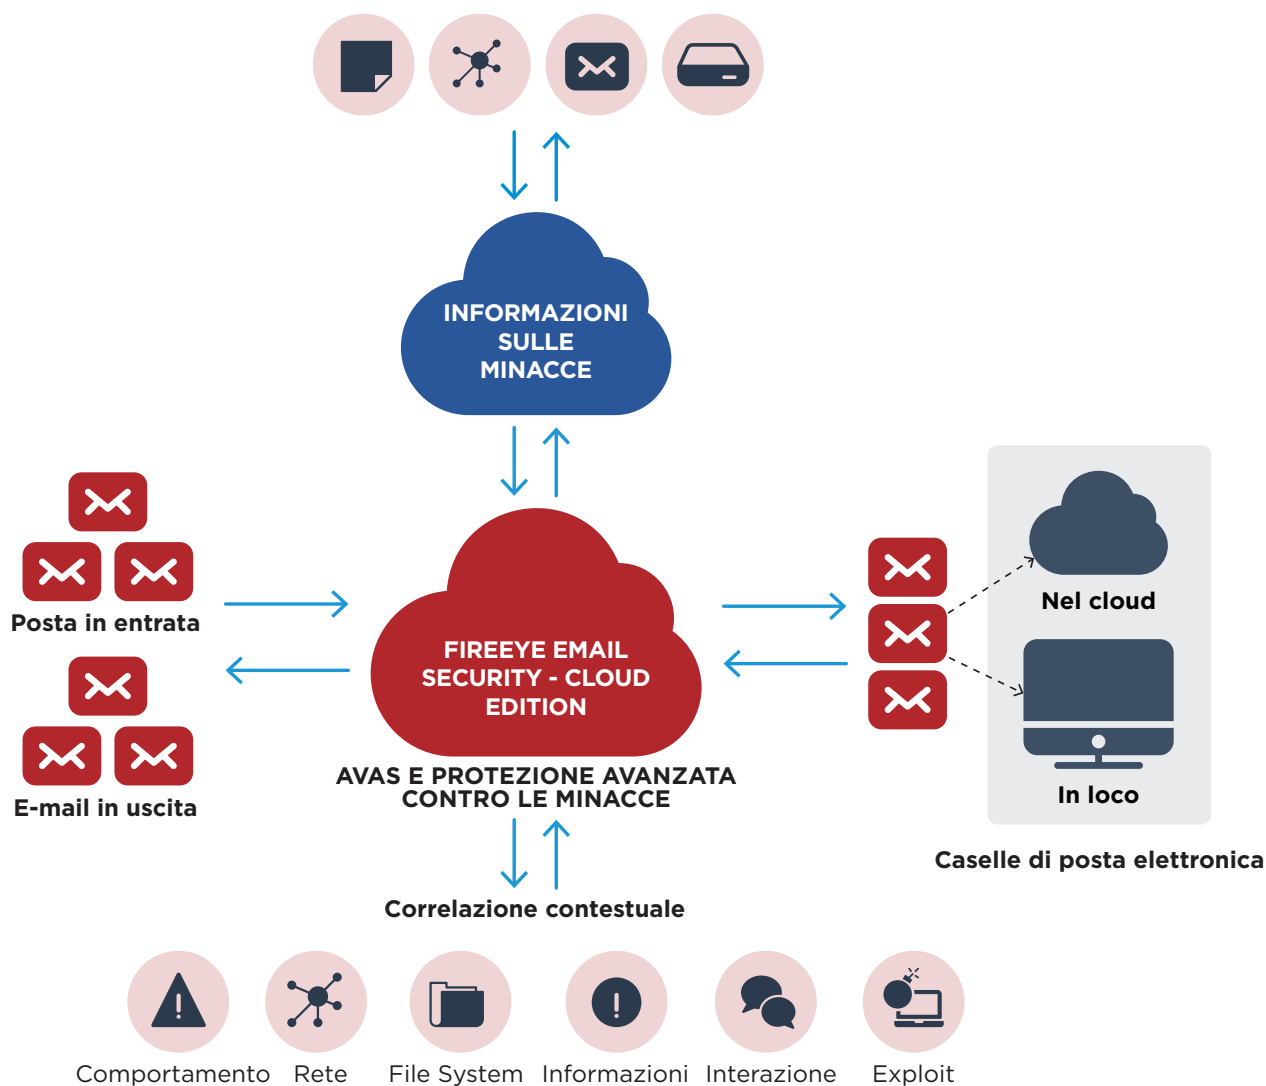 INFORMAZIONI
SULLE
MINACCE
Posta in entrata
E-mail in uscita
FIREEYE EMAIL
SECURITY - CLOUD
EDITION
AVAS E PROTEZIONE AVANZATA
CONTRO LE MINACCE
Nel cloud
In loco
Caselle di posta elettronica
Correlazione contestuale
Comportamento
Rete
File System
Informazioni
Interazione
Exploit